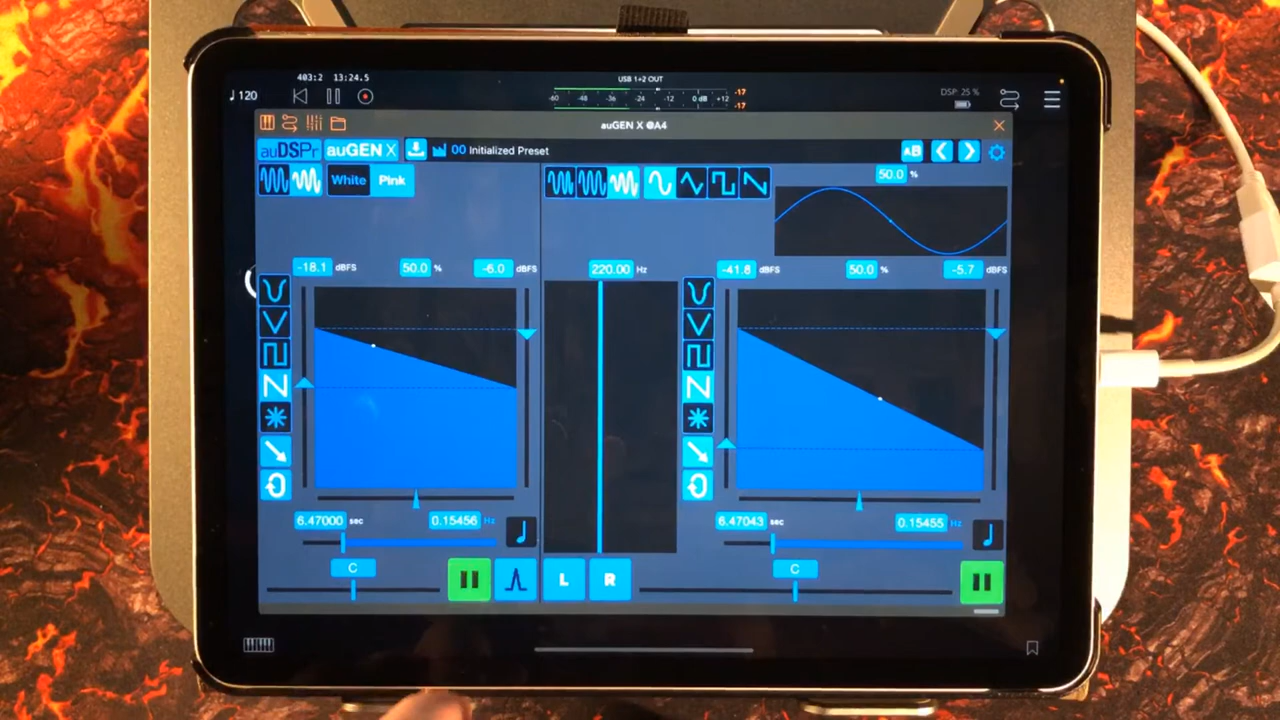 403:2 13:24.5
USB 1+2 OUT
♩ 120
-60 -48 -36 -24 -12 0 dB +12
-17
-17
DSP: 25 %
auGEN X @A4
auDSPr auGEN X 00 Initialized Preset AB
White Pink
50.0 %
-18.1 dBFS 50.0 % -6.0 dBFS 220.00 Hz -41.8 dBFS 50.0 % -5.7 dBFS
6.47000 sec 0.15456 Hz 6.47043 sec 0.15455 Hz
C L R C